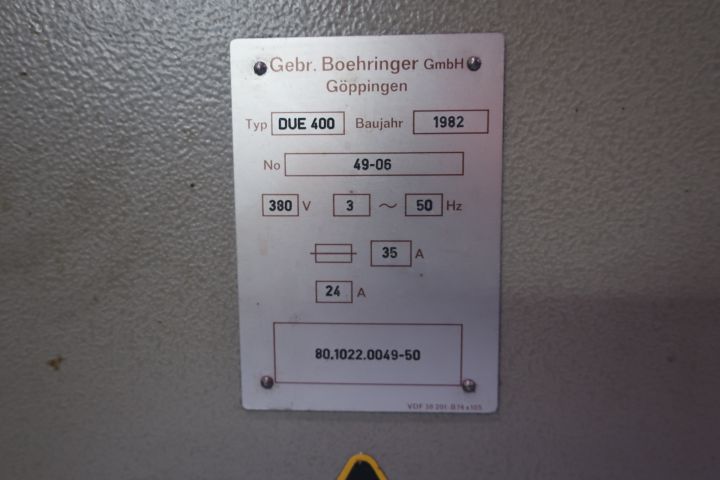 Gebr. Boehringer GmbH
Göppingen
Typ DUE 400 Baujahr 1982
No 49-06
380 V 3 ~ 50 Hz
35 A
24 A
80.1022.0049-50
VDF